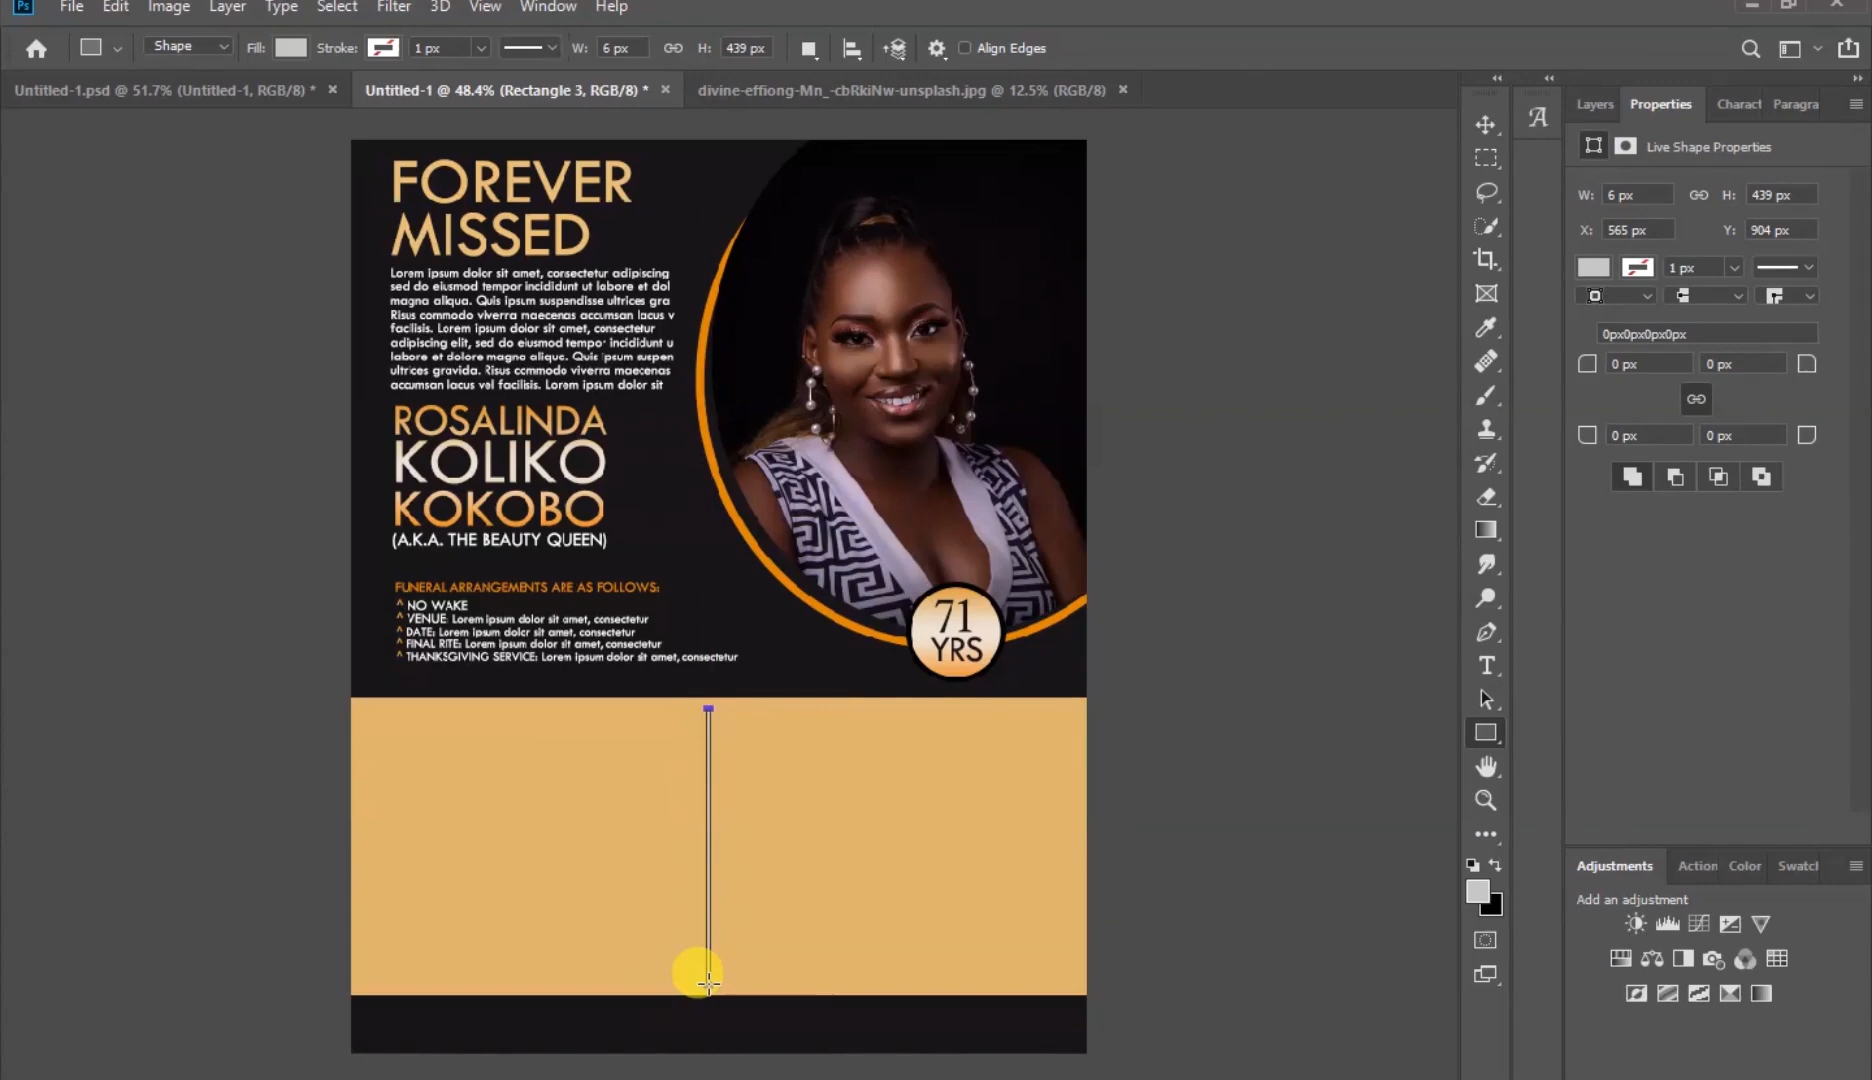 Ps File Edit Image Layer Type Select Filter 3D View Window Help
Shape Fill: Stroke: 1 px W: 6 px H: 439 px Align Edges
Untitled-1.psd @ 51.7% (Untitled-1, RGB/8) * × Untitled-1 @ 48.4% (Rectangle 3, RGB/8) * × divine-effiong-Mn_-cbRkiNw-unsplash.jpg @ 12.5% (RGB/8) ×
Layers Properties Charact Paragra
Live Shape Properties
W: 6 px H: 439 px
X: 565 px Y: 904 px
1 px
0px0px0px0px
0 px 0 px
0 px 0 px
Adjustments Action Color Swatch
Add an adjustment
FOREVER
MISSED
Lorem ipsum dolor sit amet, consectetur adipiscing
sed do eiusmod tempor incididunt ut labore et dol
magna aliqua. Quis ipsum suspendisse ultrices gra
Risus commodo viverra maecenas accumsan lacus v
facilisis. Lorem ipsum dolor sit amet, consectetur
adipiscing elit, sed do eiusmod tempor incididunt u
labore et dolore magna aliqua. Quis ipsum suspen
ultrices gravida. Risus commodo viverra maecenas
accumsan lacus vel facilisis. Lorem ipsum dolor sit
ROSALINDA
KOLIKO
KOKOBO
(A.K.A. THE BEAUTY QUEEN)
FUNERAL ARRANGEMENTS ARE AS FOLLOWS:
^ NO WAKE
^ VENUE: Lorem ipsum dolor sit amet, consectetur
^ DATE: Lorem ipsum dolor sit amet, consectetur
^ FINAL RITE: Lorem ipsum dolor sit amet, consectetur
^ THANKSGIVING SERVICE: Lorem ipsum dolor sit amet, consectetur
71
YRS